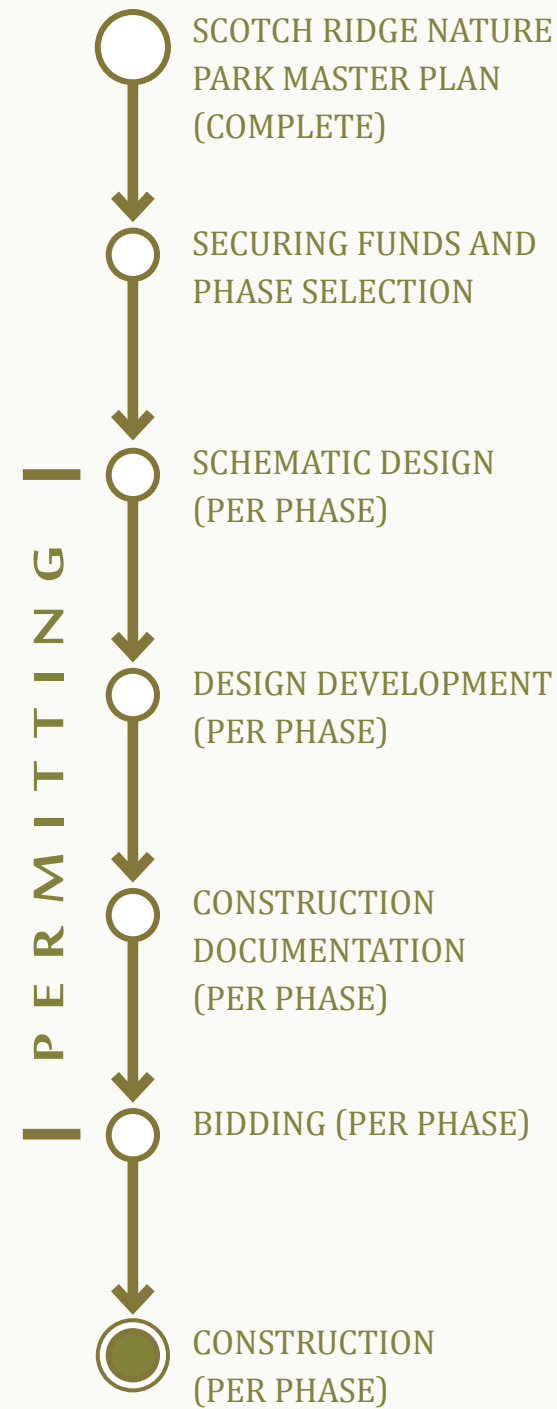 SCOTCH RIDGE NATURE
PARK MASTER PLAN
(COMPLETE)
SECURING FUNDS AND
PHASE SELECTION
SCHEMATIC DESIGN
(PER PHASE)
PERMITTING
DESIGN DEVELOPMENT
(PER PHASE)
CONSTRUCTION
DOCUMENTATION
(PER PHASE)
BIDDING (PER PHASE)
CONSTRUCTION
(PER PHASE)